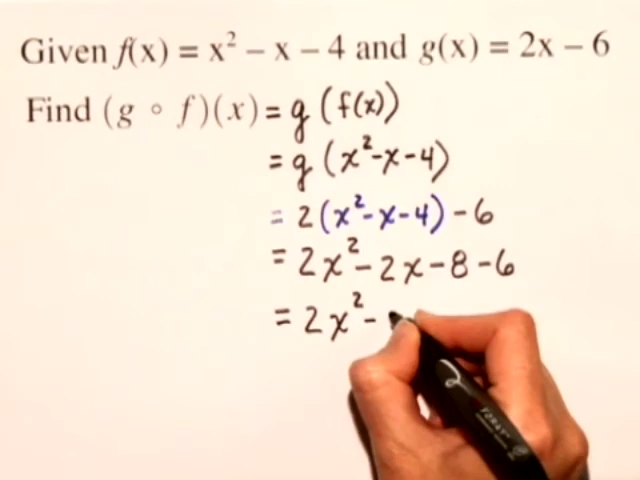 Given f(x) = x² – x – 4 and g(x) = 2x – 6
Find (g ∘ f)(x) = g (f(x))
= g (x²-x-4)
= 2(x²-x-4) - 6
= 2x² - 2x - 8 - 6
= 2x² -